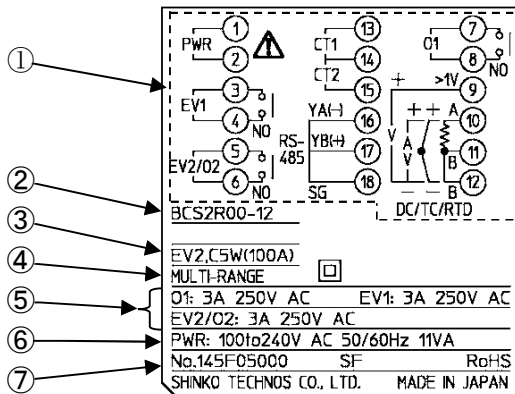 ① ② ③ ④ ⑤ ⑥ ⑦
PWR 1 2
EV1 3 4 NO
EV2/O2 5 6 NO
CT1 13 14
CT2 15
RS-485
YA(-) 16
YB(+) 17
SG 18
O1 7 8 NO
+ >1V 9
+ + A 10
V A V B 11
- - B 12
DC/TC/RTD
BCS2R00-12
EV2,C5W(100A)
MULTI-RANGE
O1: 3A 250V AC EV1: 3A 250V AC
EV2/O2: 3A 250V AC
PWR: 100to240V AC 50/60Hz 11VA
No.145F05000 SF RoHS
SHINKO TECHNOS CO., LTD. MADE IN JAPAN